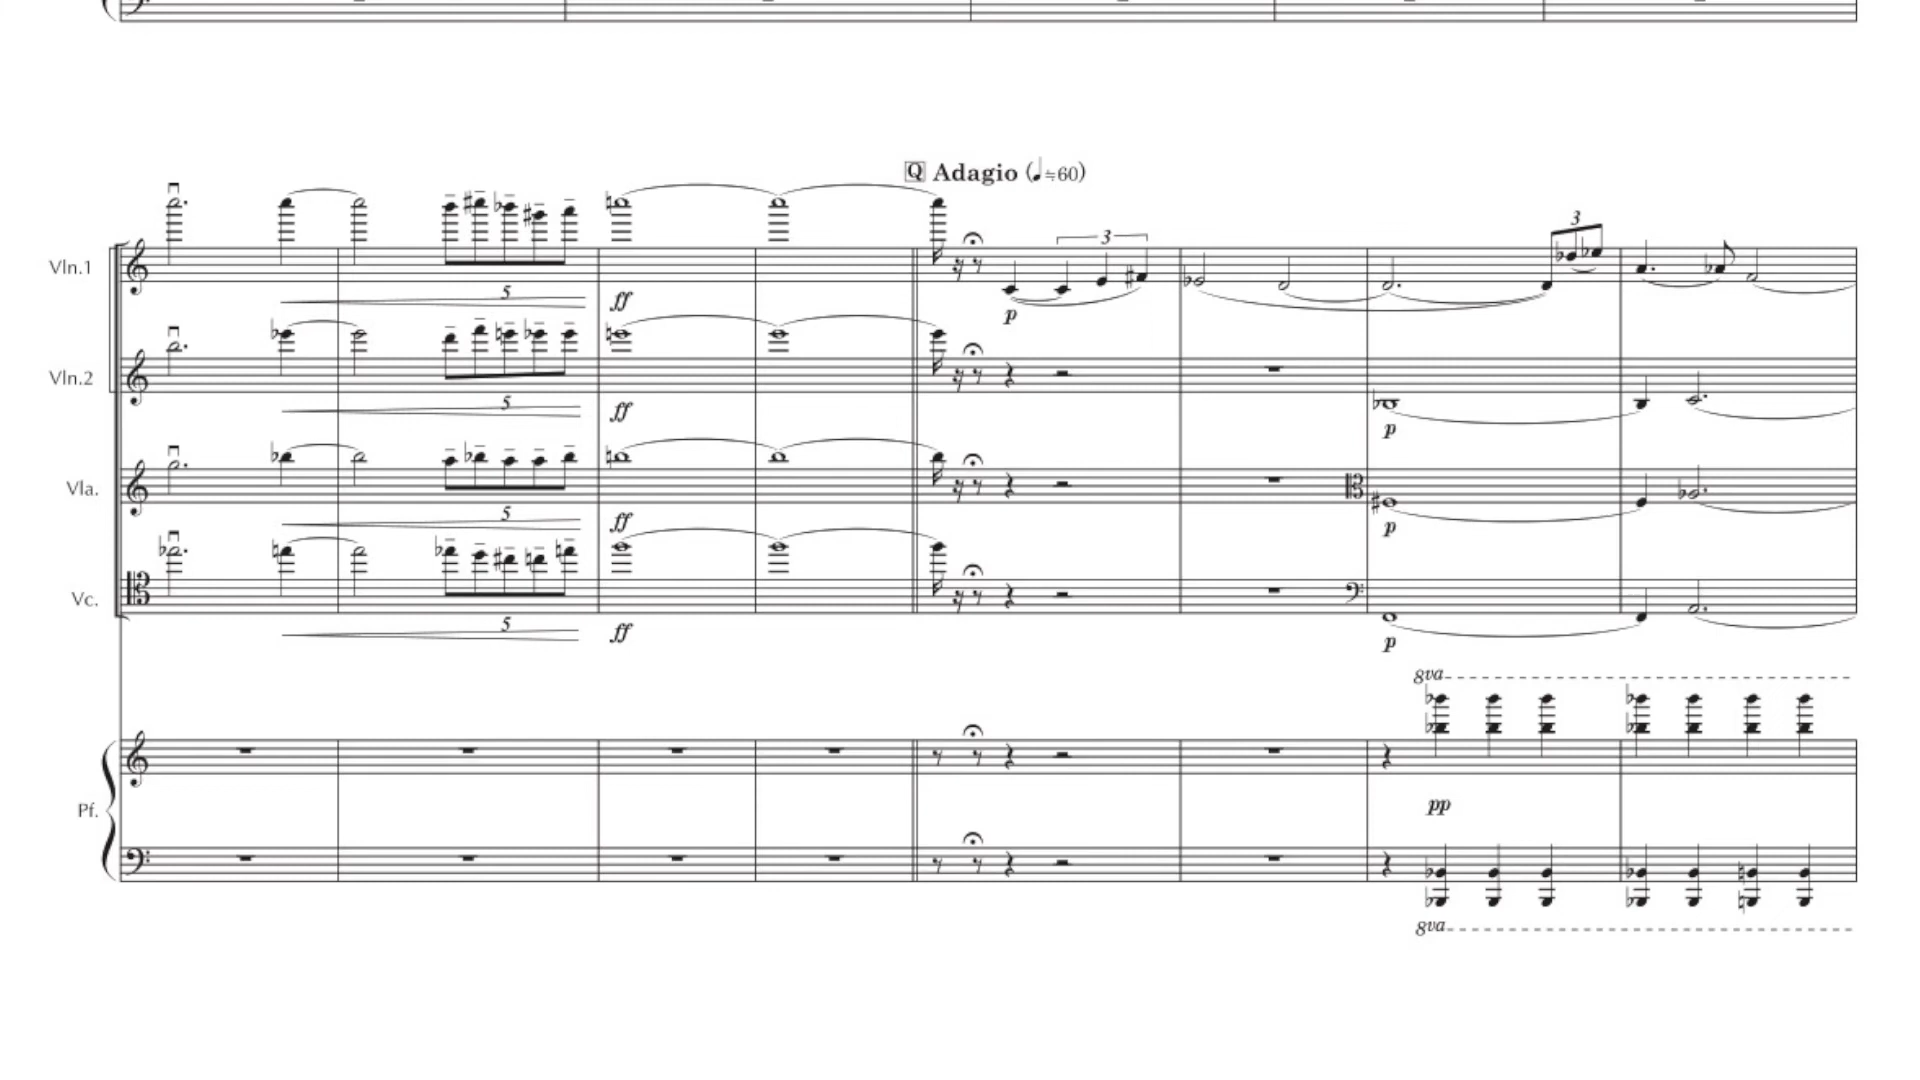 Q Adagio (♩≒60)
3
Vln.1
3
5
ff
p
Vln.2
5
ff
p
Vla.
5
ff
p
Vc.
5
ff
p
8va
Pf.
pp
8va